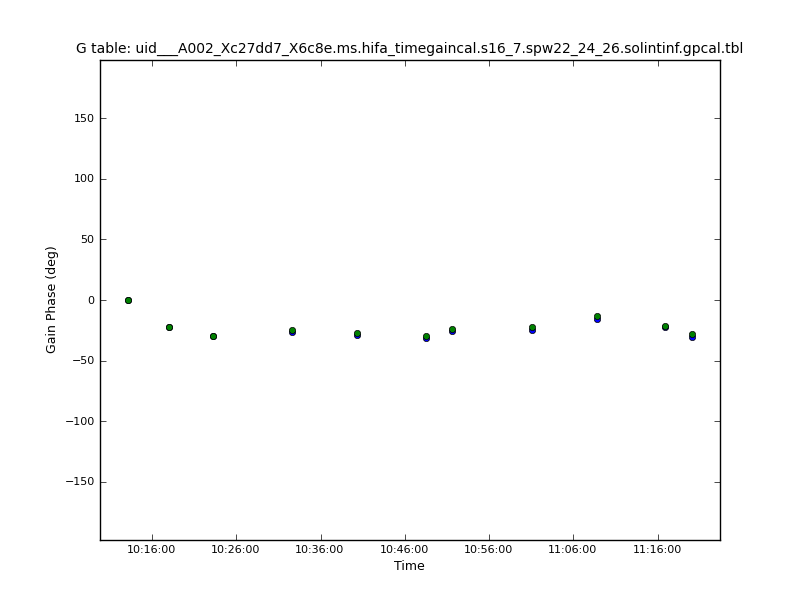 G table: uid___A002_Xc27dd7_X6c8e.ms.hifa_timegaincal.s16_7.spw22_24_26.solintinf.gpcal.tbl
150
100
50
0
−50
−100
−150
Gain Phase (deg)
10:16:00 10:26:00 10:36:00 10:46:00 10:56:00 11:06:00 11:16:00
Time